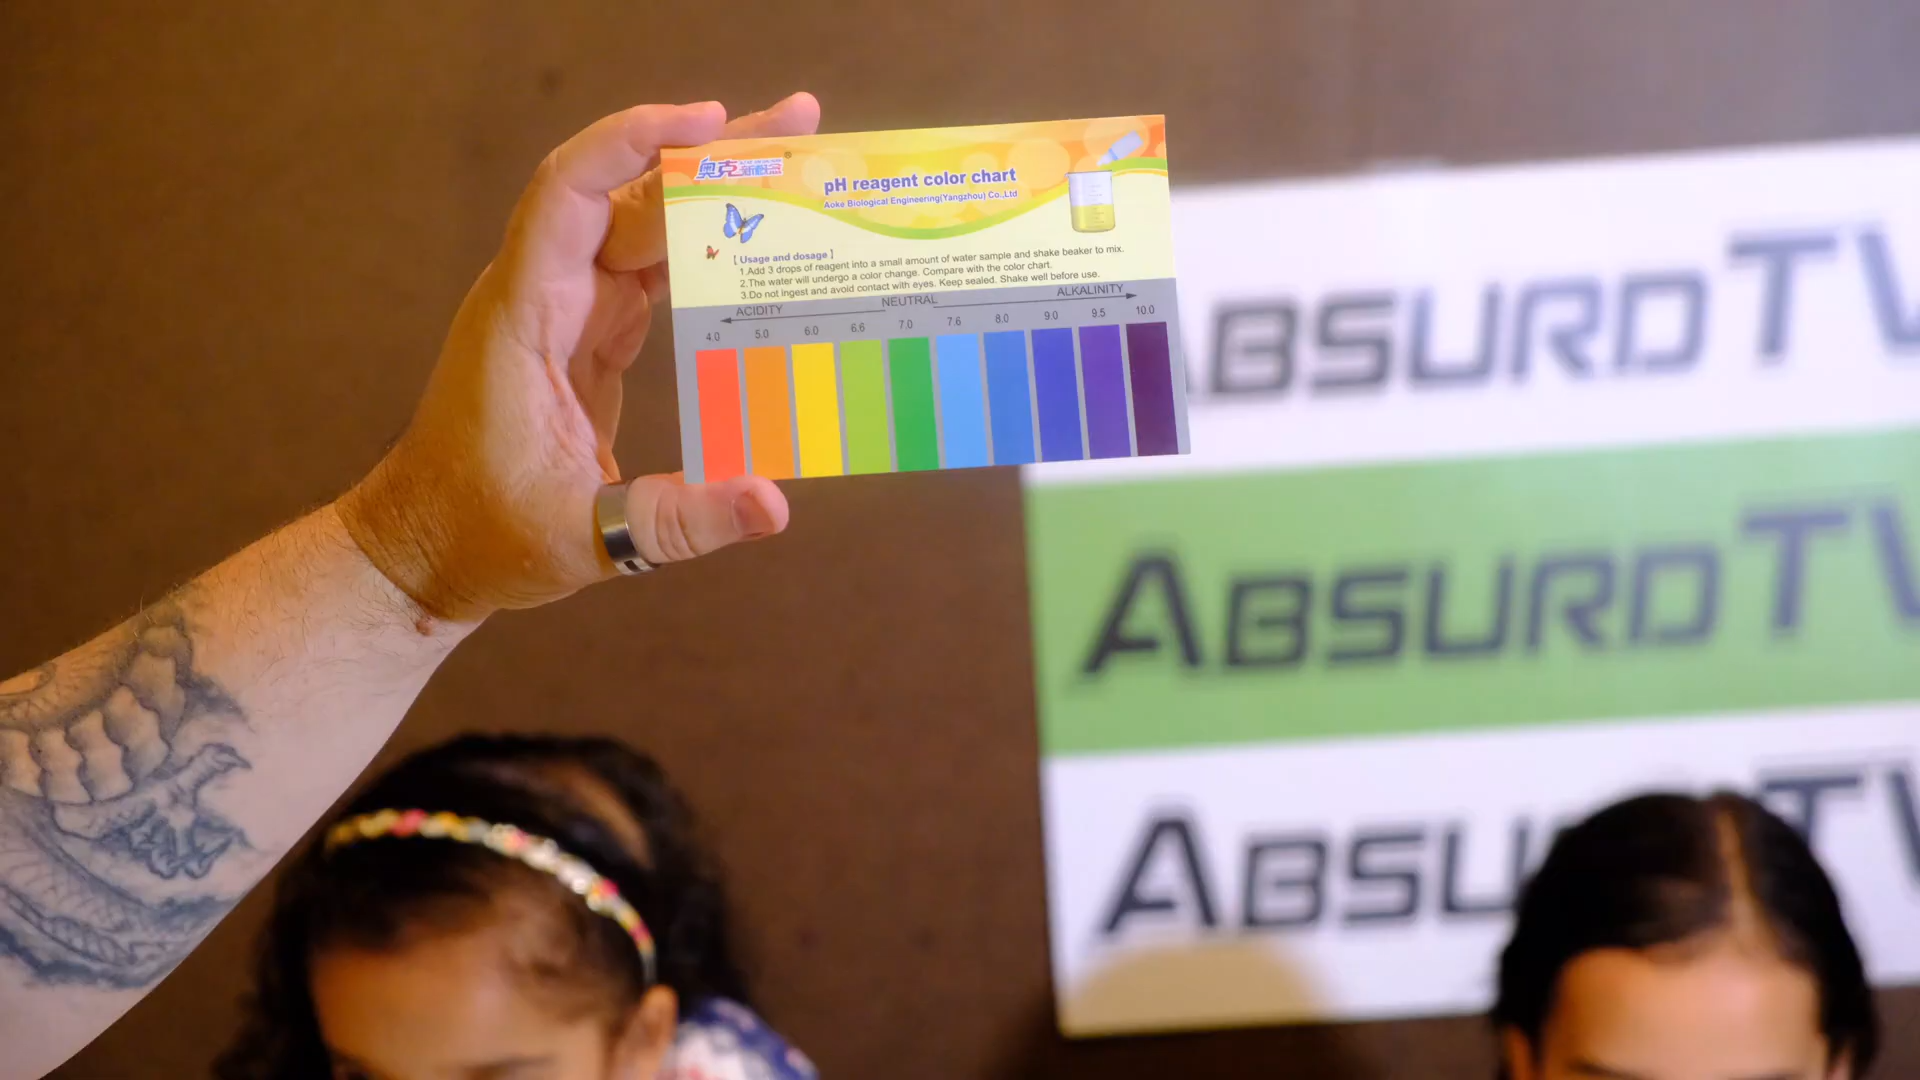 奥克新概念®
pH reagent color chart
Aoke Biological Engineering(Yangzhou) Co.,Ltd
【 Usage and dosage 】
1.Add 3 drops of reagent into a small amount of water sample and shake beaker to mix.
2.The water will undergo a color change. Compare with the color chart.
3.Do not ingest and avoid contact with eyes. Keep sealed. Shake well before use.
ACIDITY NEUTRAL ALKALINITY
4.0 5.0 6.0 6.6 7.0 7.6 8.0 9.0 9.5 10.0
ABSURDTV
ABSURDTV
ABSU TV